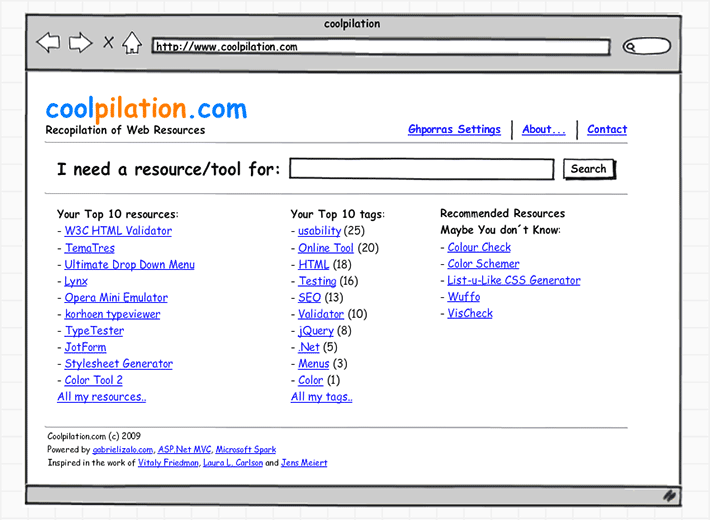 coolpilation
http://www.coolpilation.com
coolpilation.com
Recopilation of Web Resources
Ghporras Settings | About... | Contact
I need a resource/tool for: Search
Your Top 10 resources:
- W3C HTML Validator
- TemaTres
- Ultimate Drop Down Menu
- Lynx
- Opera Mini Emulator
- korhoen typeviewer
- TypeTester
- JotForm
- Stylesheet Generator
- Color Tool 2
All my resources..
Your Top 10 tags:
- usability (25)
- Online Tool (20)
- HTML (18)
- Testing (16)
- SEO (13)
- Validator (10)
- jQuery (8)
- .Net (5)
- Menus (3)
- Color (1)
All my tags..
Recommended Resources
Maybe You don´t Know:
- Colour Check
- Color Schemer
- List-u-Like CSS Generator
- Wuffo
- VisCheck
Coolpilation.com (c) 2009
Powered by gabrielizalo.com, ASP.Net MVC, Microsoft Spark
Inspired in the work of Vitaly Friedman, Laura L. Carlson and Jens Meiert